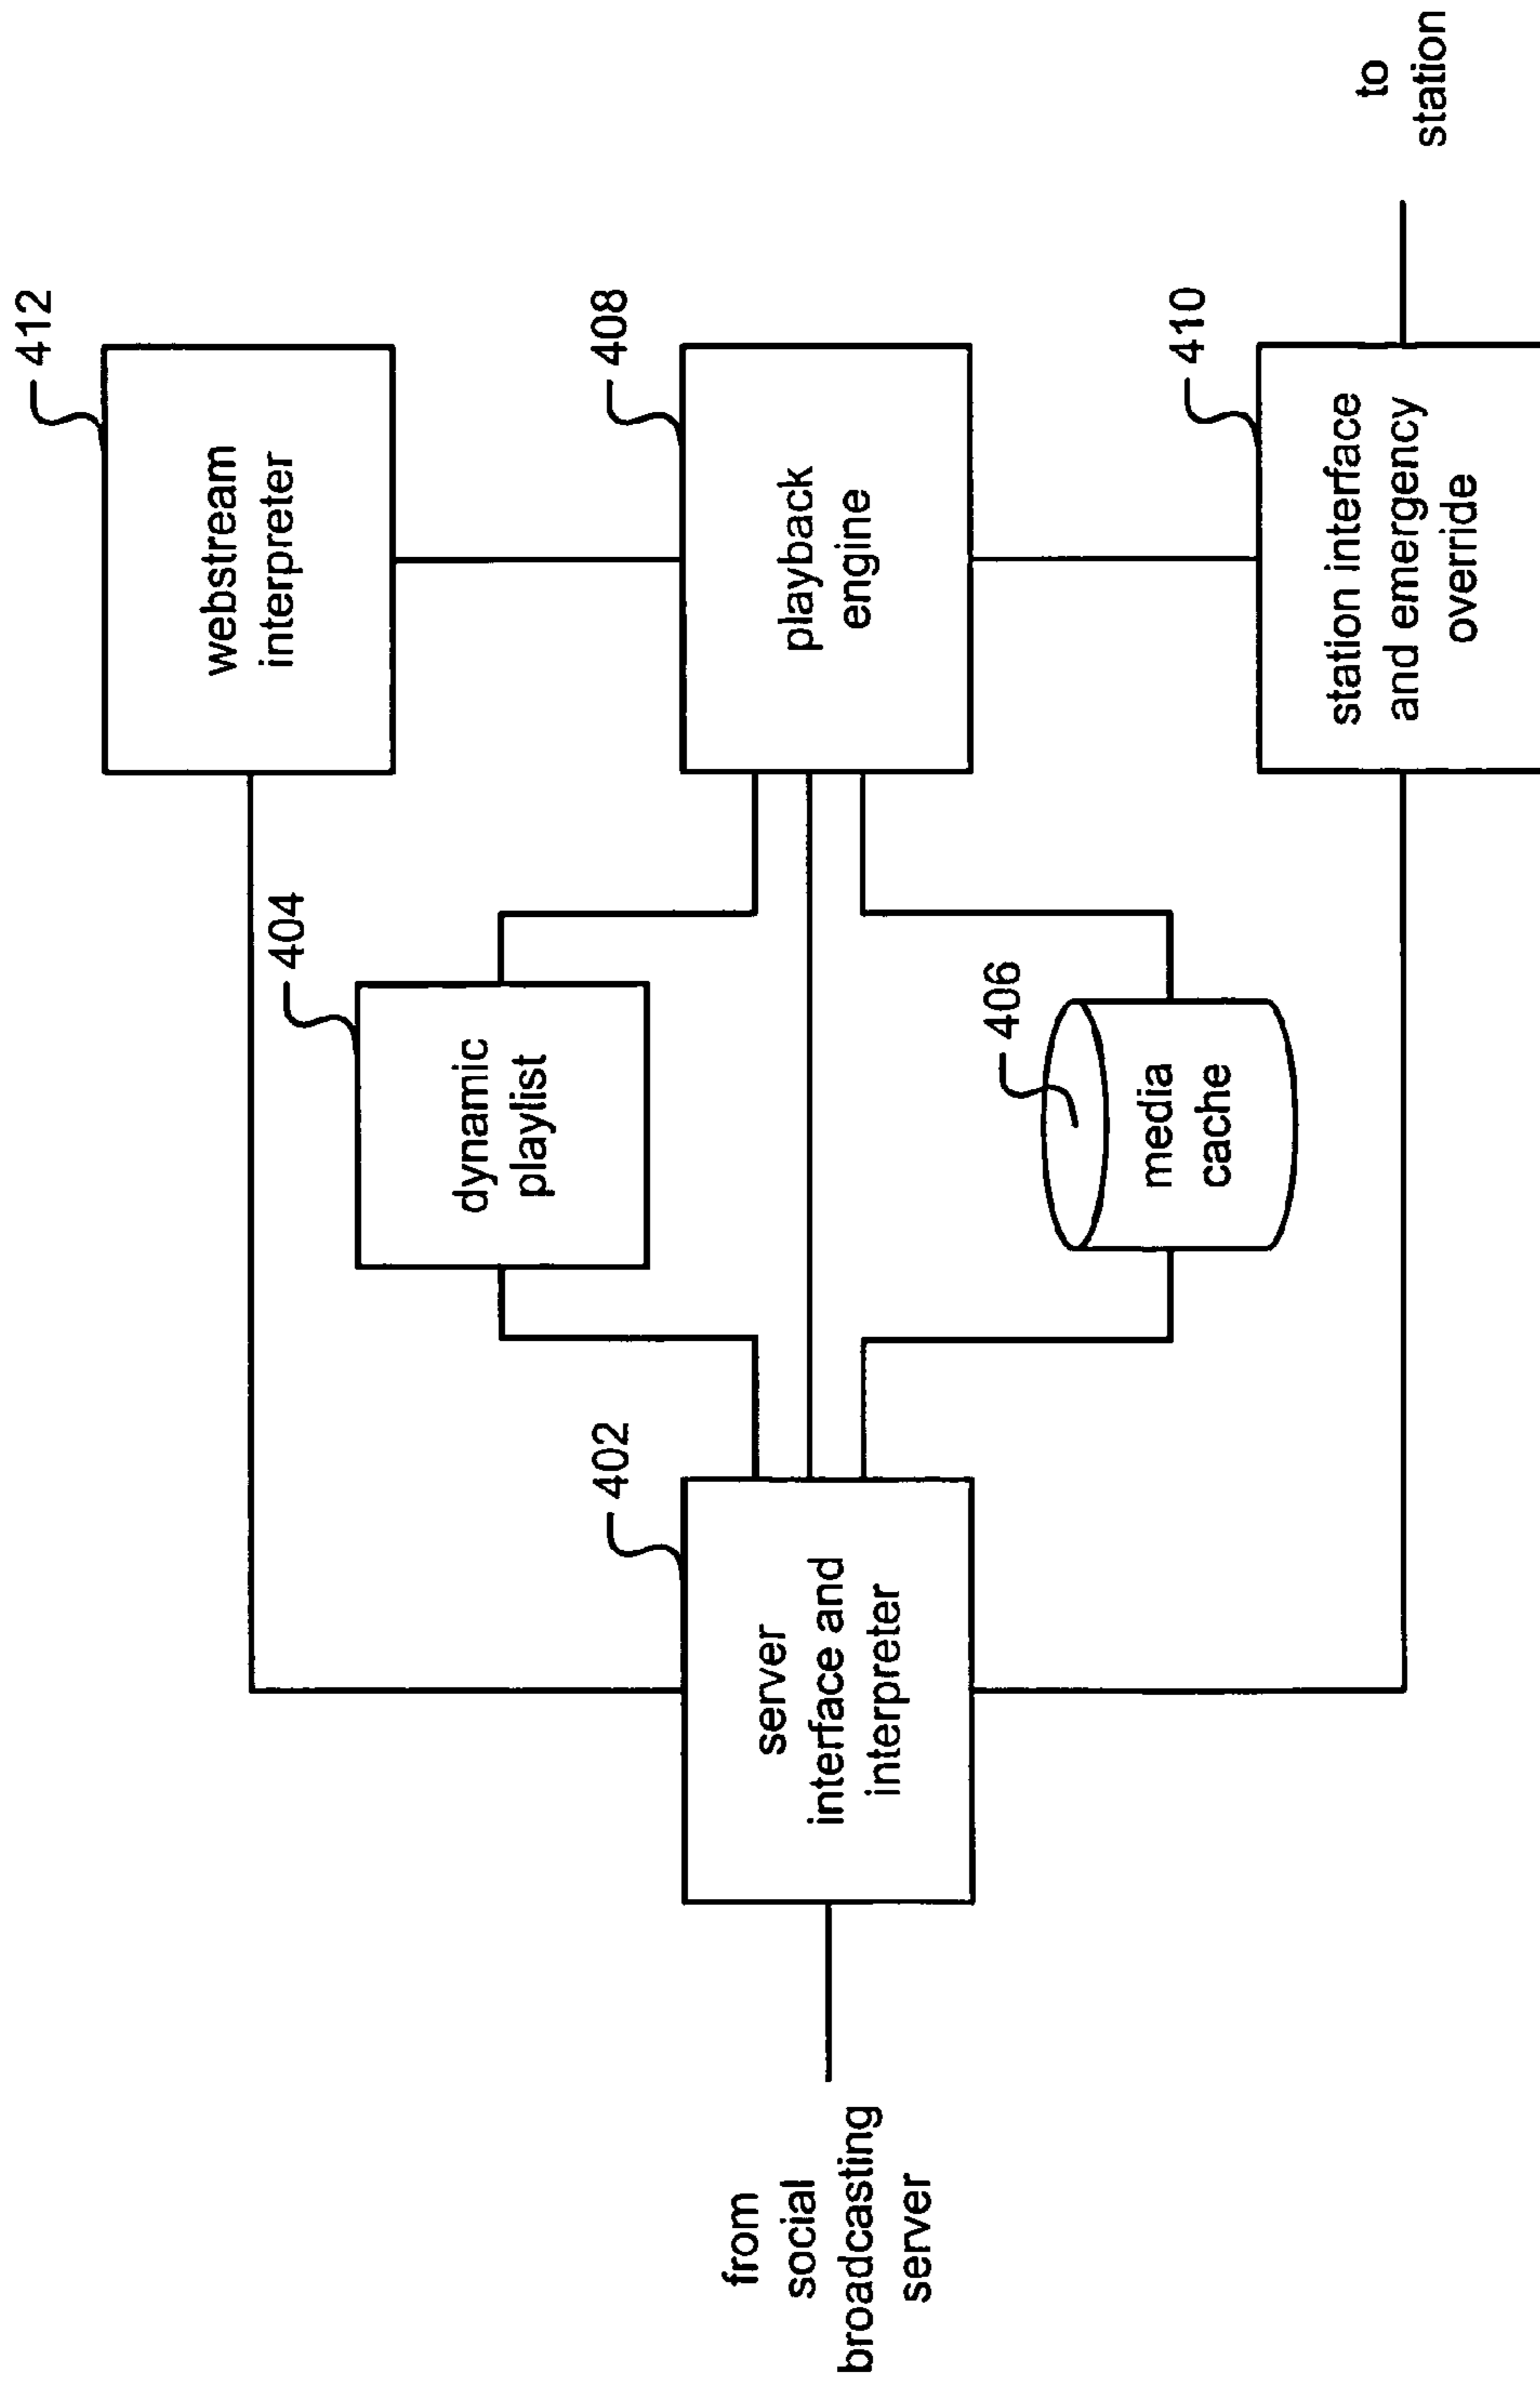 412
webstream
interpreter
404
dynamic
playlist
402
server
interface and
interpreter
408
playback
engine
406
media
cache
from
social
broadcasting
server
410
station interface
and emergency
override
to
station